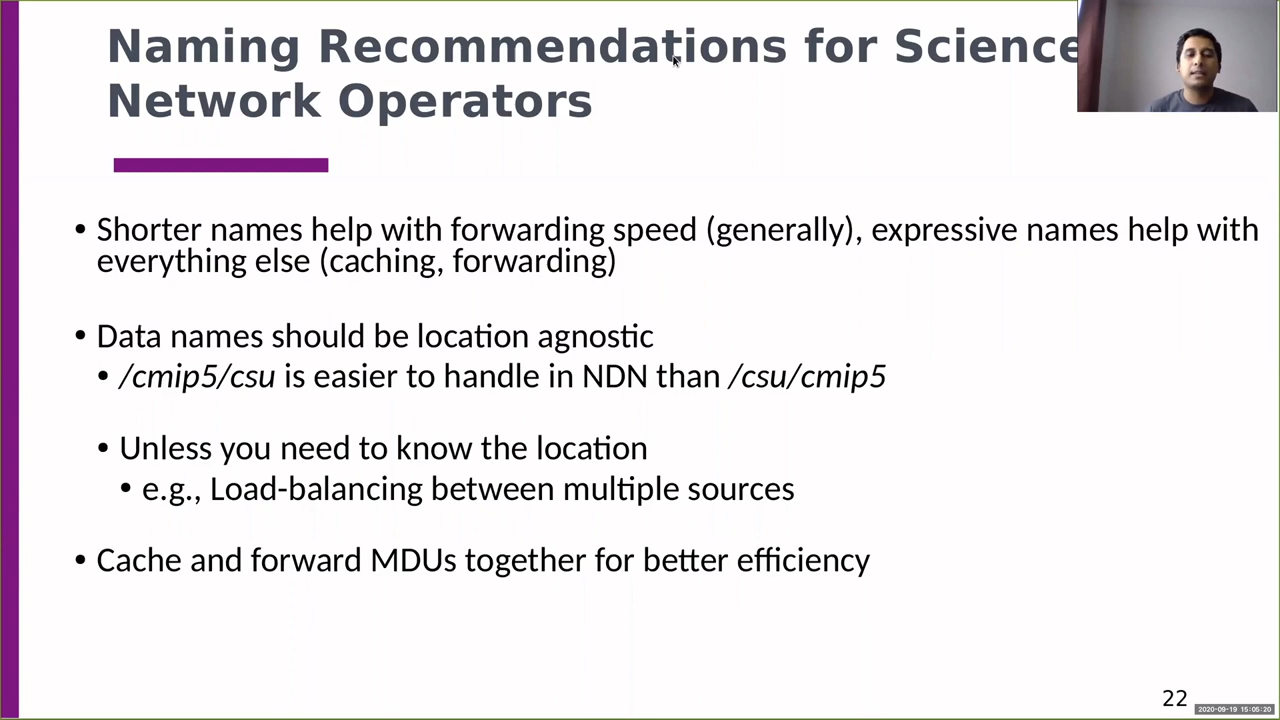 Naming Recommendations for Science
Network Operators
• Shorter names help with forwarding speed (generally), expressive names help with
everything else (caching, forwarding)
• Data names should be location agnostic
• /cmip5/csu is easier to handle in NDN than /csu/cmip5
• Unless you need to know the location
• e.g., Load-balancing between multiple sources
• Cache and forward MDUs together for better efficiency
22
2020-09-19 15:05:20